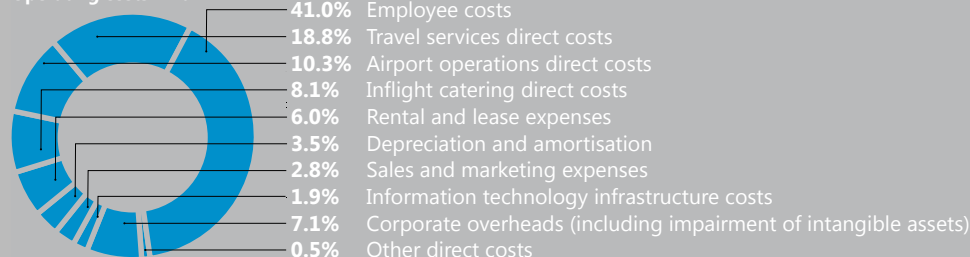 41.0% Employee costs
18.8% Travel services direct costs
10.3% Airport operations direct costs
8.1% Inflight catering direct costs
6.0% Rental and lease expenses
3.5% Depreciation and amortisation
2.8% Sales and marketing expenses
1.9% Information technology infrastructure costs
7.1% Corporate overheads (including impairment of intangible assets)
0.5% Other direct costs